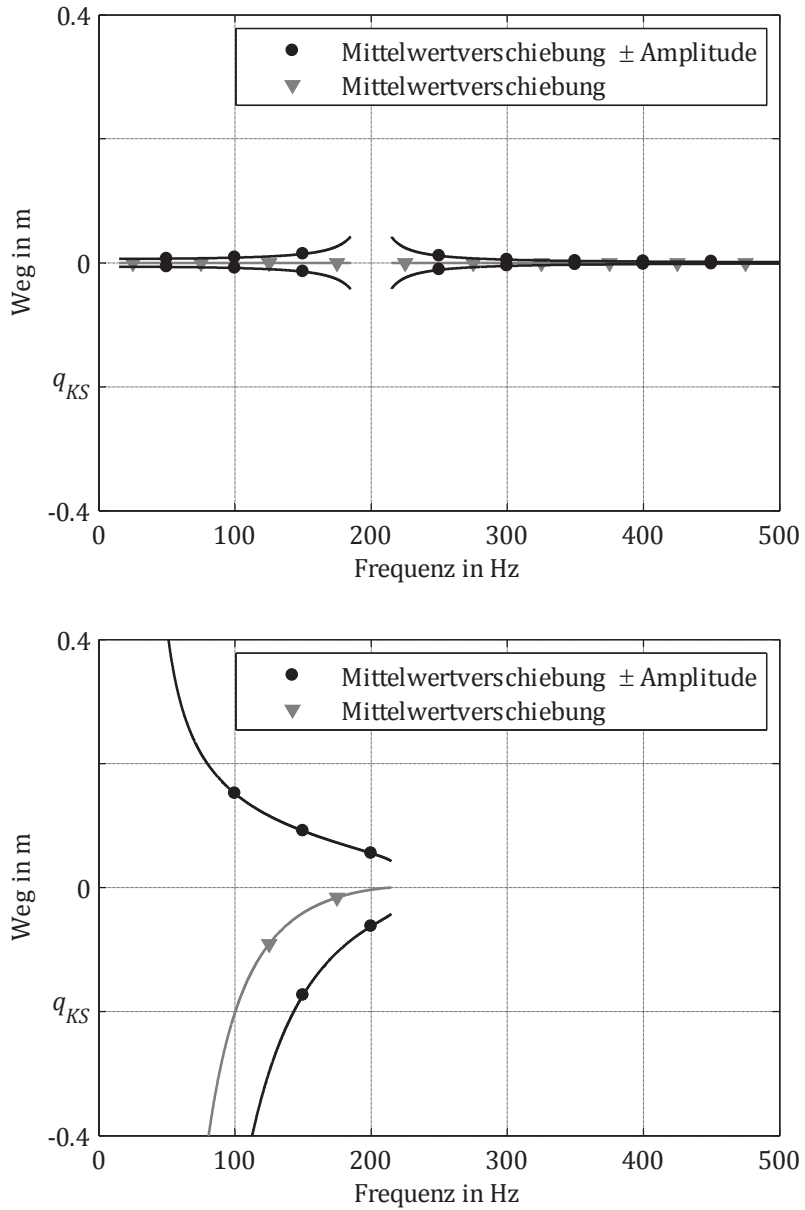 0.4
Mittelwertverschiebung ± Amplitude
Mittelwertverschiebung
Weg in m
0
qKS
-0.4
0 100 200 300 400 500
Frequenz in Hz
0.4
Mittelwertverschiebung ± Amplitude
Mittelwertverschiebung
Weg in m
0
qKS
-0.4
0 100 200 300 400 500
Frequenz in Hz